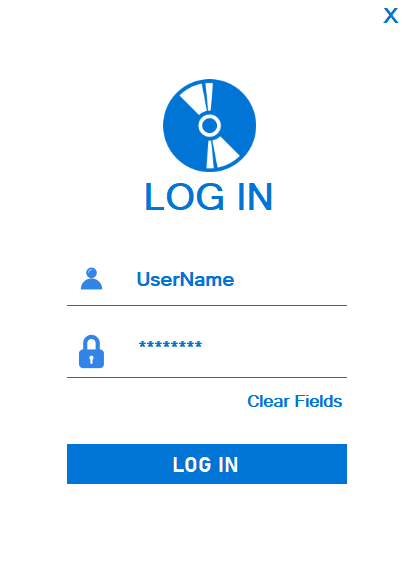 X
LOG IN
UserName
********
Clear Fields
LOG IN